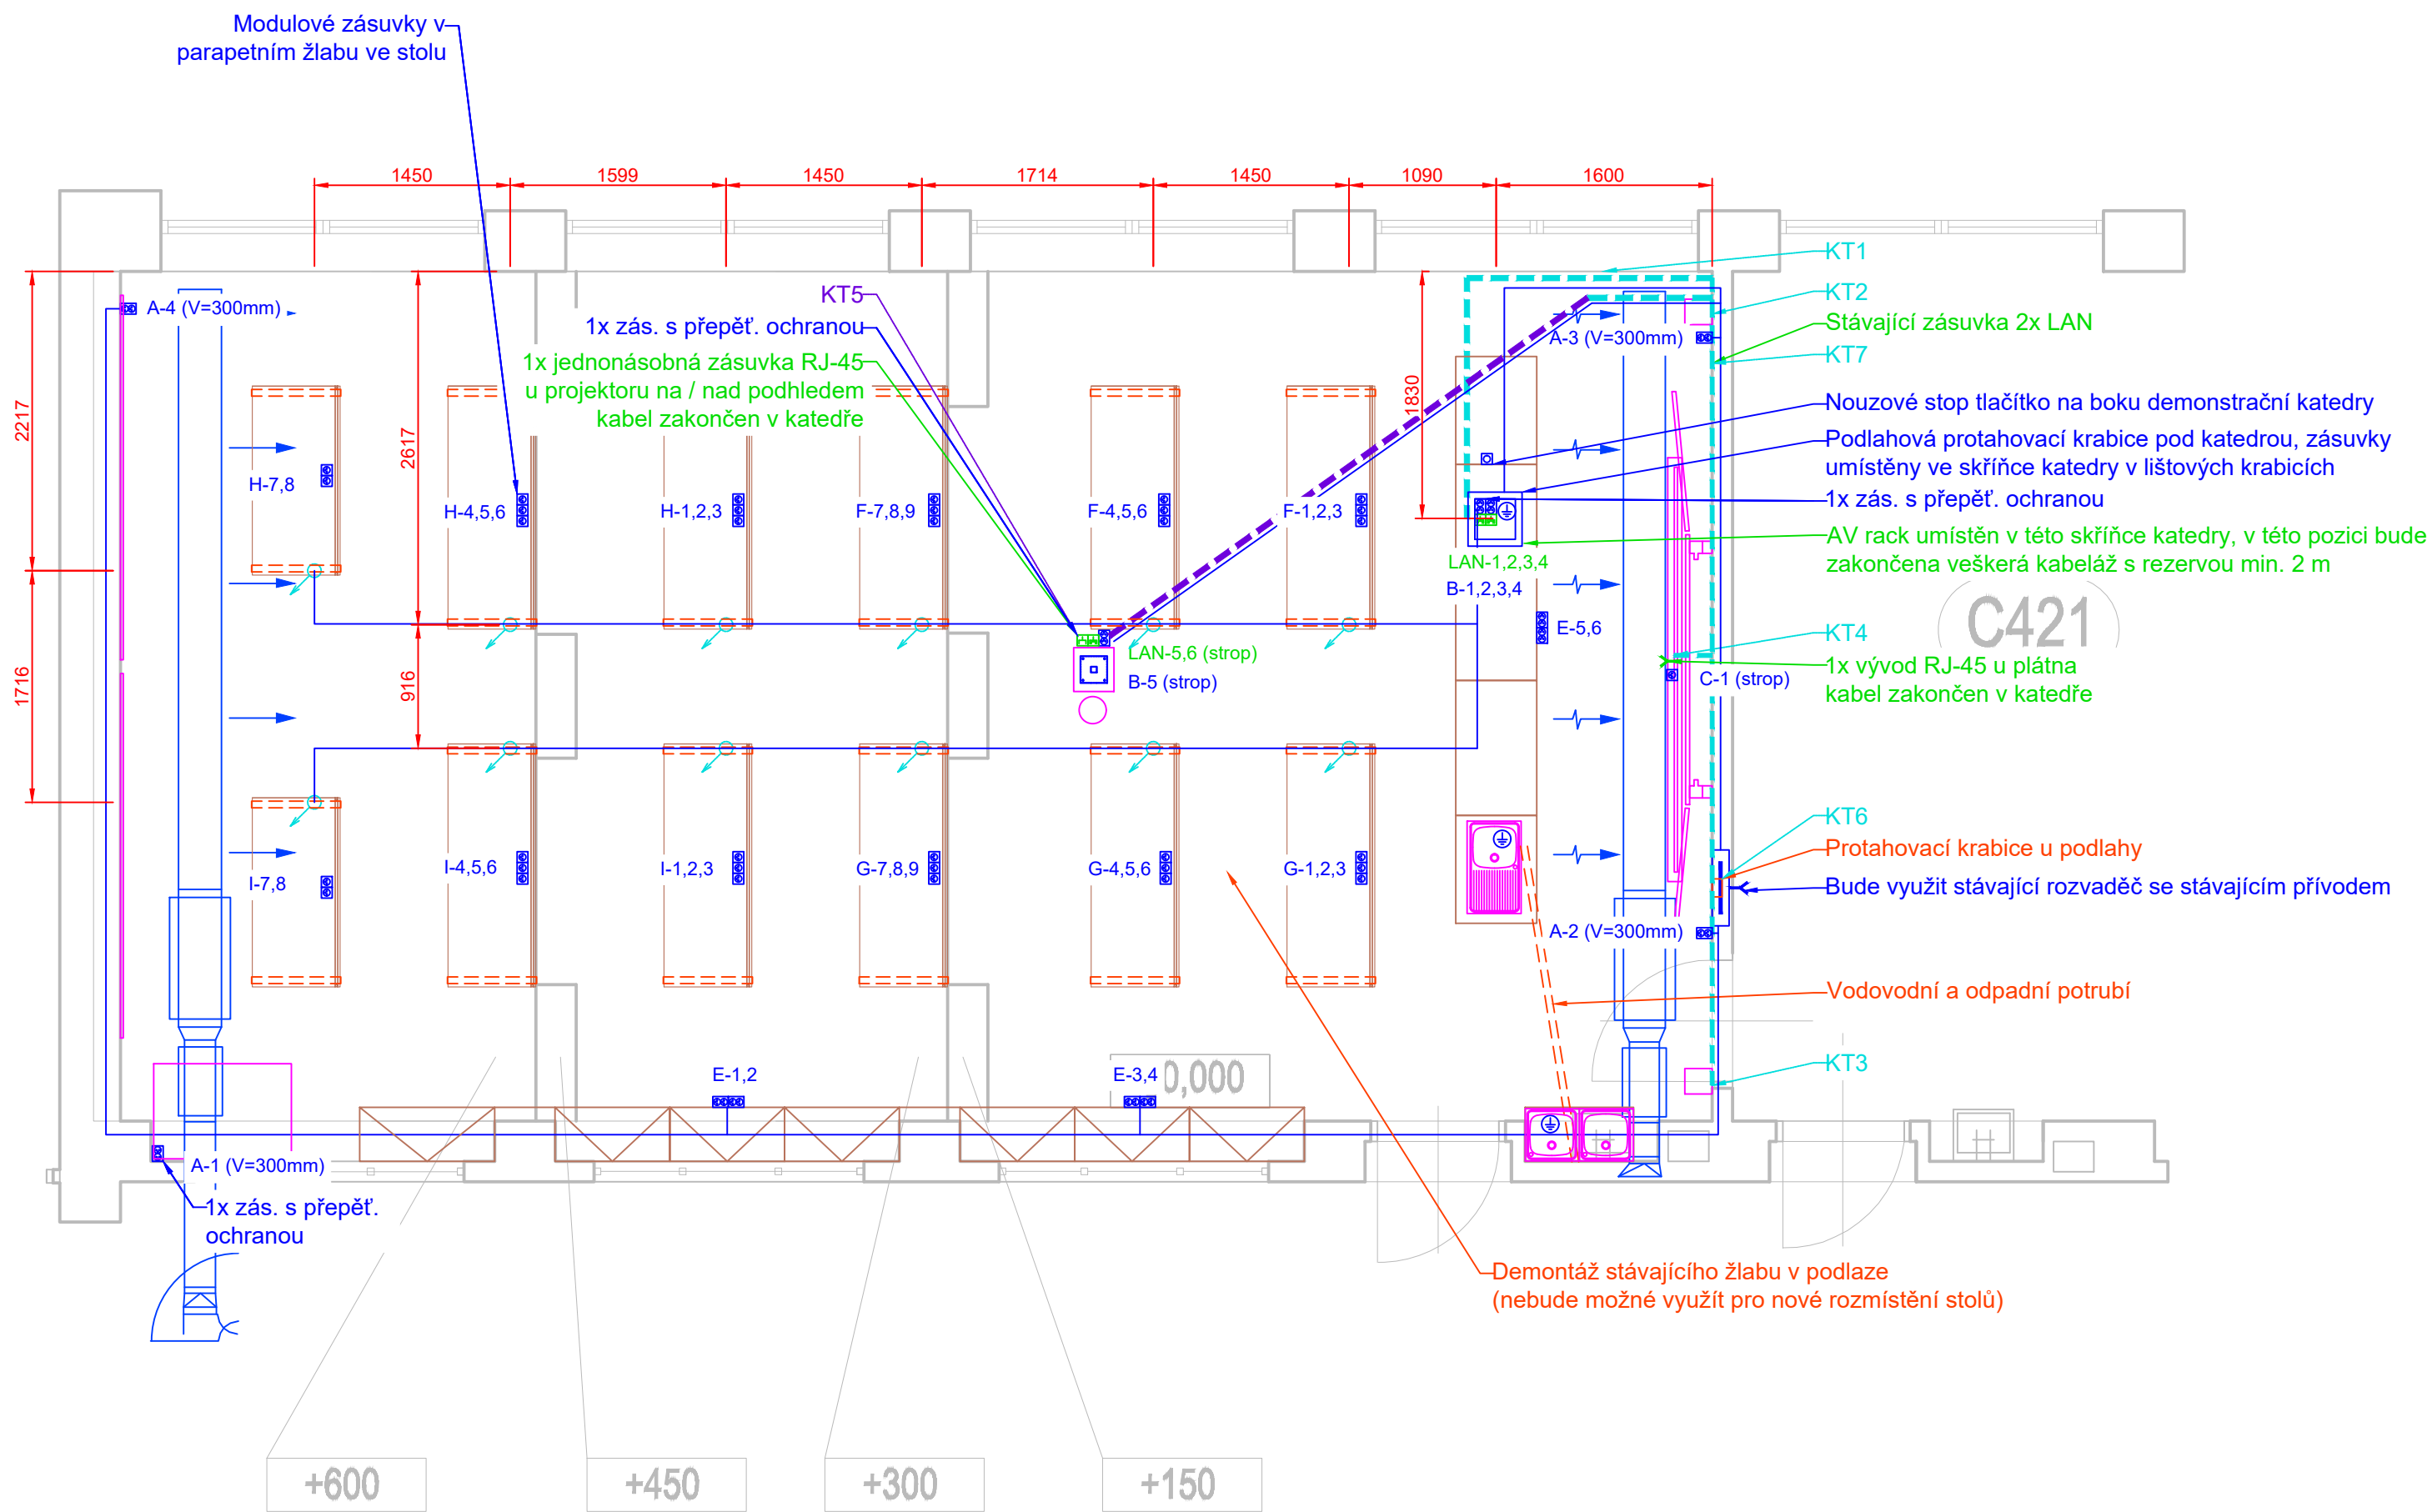 Modulové zásuvky v
parapetním žlabu ve stolu
1450
1599
1450
1714
1450
1090
1600
2217
1716
2617
916
1830
A-4 (V=300mm)
KT5
1x zás. s přepěť. ochranou
1x jednonásobná zásuvka RJ-45
u projektoru na / nad podhledem
kabel zakončen v katedře
A-3 (V=300mm)
KT1
KT2
Stávající zásuvka 2x LAN
KT7
Nouzové stop tlačítko na boku demonstrační katedry
Podlahová protahovací krabice pod katedrou, zásuvky
umístěny ve skříňce katedry v lištových krabicích
1x zás. s přepěť. ochranou
AV rack umístěn v této skříňce katedry, v této pozici bude
zakončena veškerá kabeláž s rezervou min. 2 m
C421
H-7,8
H-4,5,6
H-1,2,3
F-7,8,9
F-4,5,6
F-1,2,3
LAN-1,2,3,4
B-1,2,3,4
E-5,6
LAN-5,6 (strop)
B-5 (strop)
C-1 (strop)
KT4
1x vývod RJ-45 u plátna
kabel zakončen v katedře
I-7,8
I-4,5,6
I-1,2,3
G-7,8,9
G-4,5,6
G-1,2,3
KT6
Protahovací krabice u podlahy
Bude využit stávající rozvaděč se stávajícím přívodem
A-2 (V=300mm)
Vodovodní a odpadní potrubí
KT3
E-1,2
E-3,4
0,000
A-1 (V=300mm)
1x zás. s přepěť.
ochranou
Demontáž stávajícího žlabu v podlaze
(nebude možné využít pro nové rozmístění stolů)
+600
+450
+300
+150